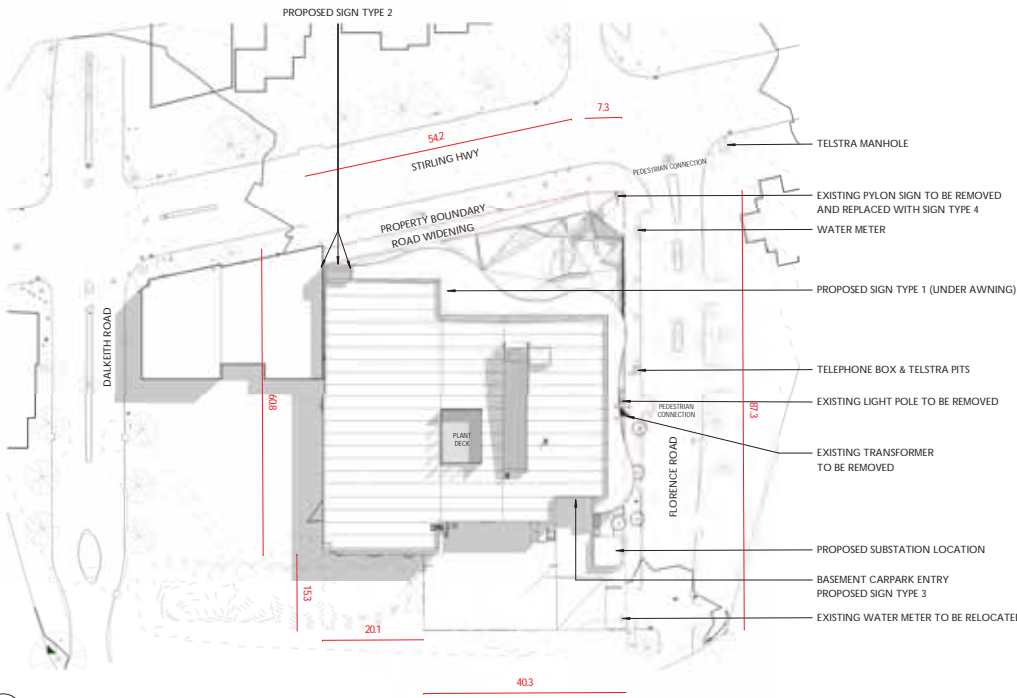 PROPOSED SIGN TYPE 2
7.3
54.2
STIRLING HWY
TELSTRA MANHOLE
PEDESTRIAN CONNECTION
EXISTING PYLON SIGN TO BE REMOVED
AND REPLACED WITH SIGN TYPE 4
PROPERTY BOUNDARY
ROAD WIDENING
WATER METER
PROPOSED SIGN TYPE 1 (UNDER AWNING)
DALKEITH ROAD
TELEPHONE BOX & TELSTRA PITS
60.8
87.3
EXISTING LIGHT POLE TO BE REMOVED
PEDESTRIAN
CONNECTION
PLANT
DECK
EXISTING TRANSFORMER
TO BE REMOVED
FLORENCE ROAD
PROPOSED SUBSTATION LOCATION
BASEMENT CARPARK ENTRY
PROPOSED SIGN TYPE 3
15.3
EXISTING WATER METER TO BE RELOCATED
20.1
40.3